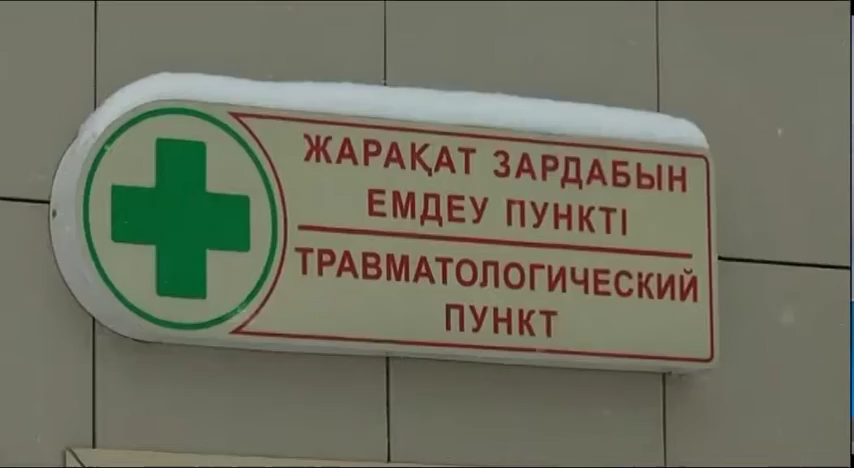 ЖАРАҚАТ ЗАРДАБЫН
ЕМДЕУ ПУНКТІ
ТРАВМАТОЛОГИЧЕСКИЙ
ПУНКТ